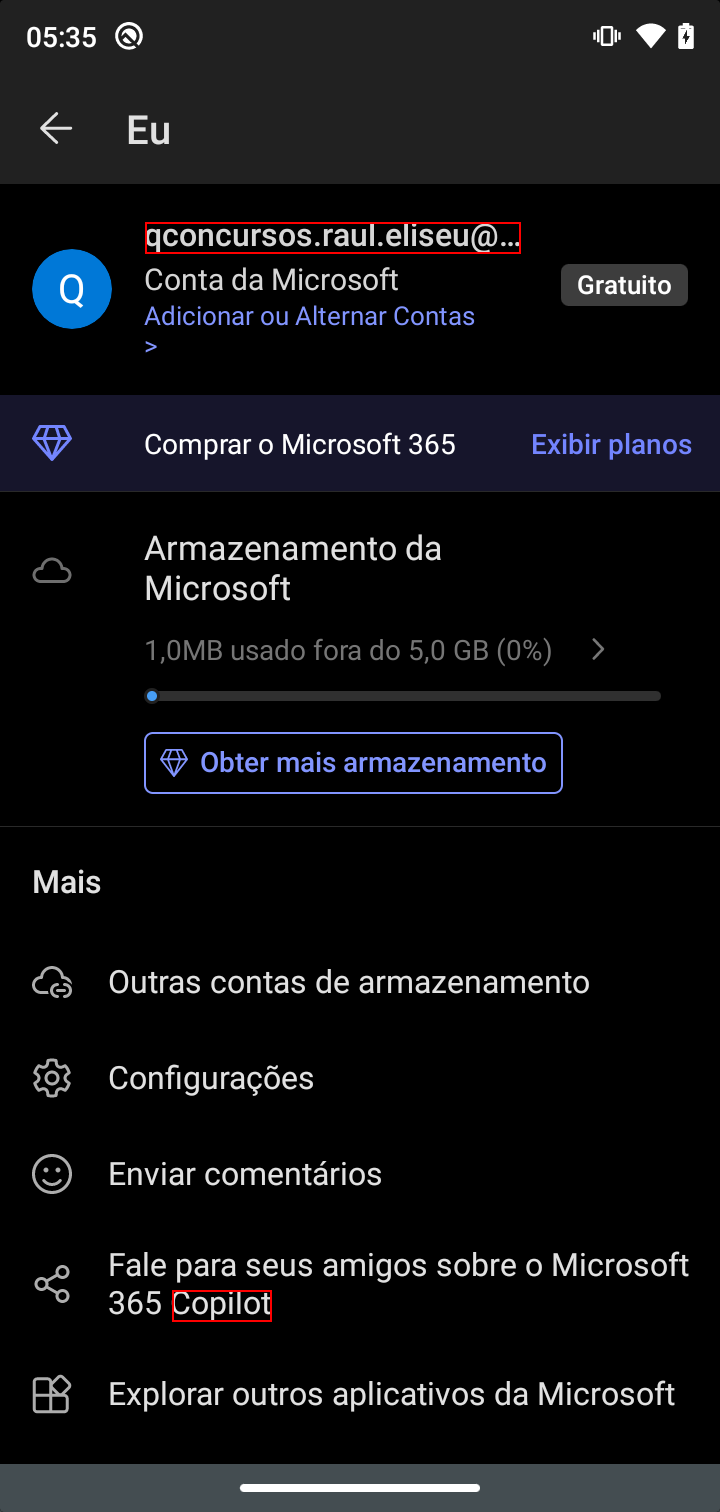 05:35
Eu
qconcursos.raul.eliseu@...
Q
Conta da Microsoft
Gratuito
Adicionar ou Alternar Contas
>
Comprar o Microsoft 365
Exibir planos
Armazenamento da
Microsoft
1,0MB usado fora do 5,0 GB (0%)
Obter mais armazenamento
Mais
Outras contas de armazenamento
Configurações
Enviar comentários
Fale para seus amigos sobre o Microsoft
365 Copilot
Explorar outros aplicativos da Microsoft